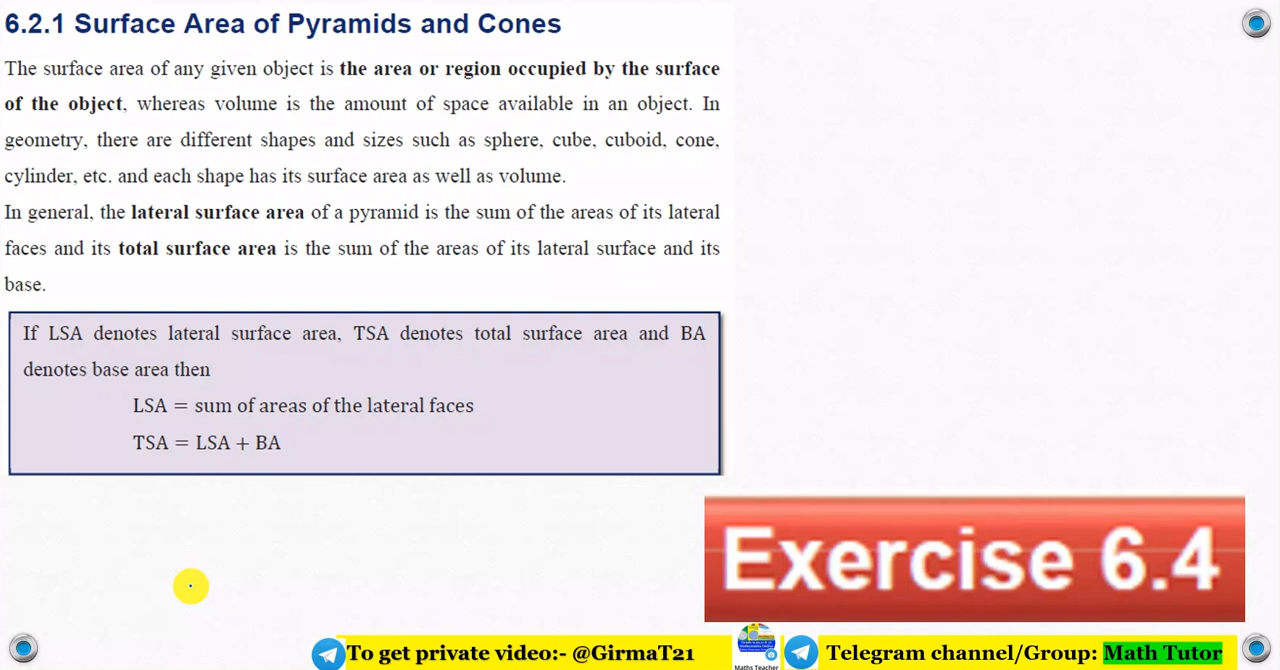 6.2.1 Surface Area of Pyramids and Cones
The surface area of any given object is the area or region occupied by the surface
of the object, whereas volume is the amount of space available in an object. In
geometry, there are different shapes and sizes such as sphere, cube, cuboid, cone,
cylinder, etc. and each shape has its surface area as well as volume.
In general, the lateral surface area of a pyramid is the sum of the areas of its lateral
faces and its total surface area is the sum of the areas of its lateral surface and its
base.
If LSA denotes lateral surface area, TSA denotes total surface area and BA
denotes base area then
LSA = sum of areas of the lateral faces
TSA = LSA + BA
Exercise 6.4
To get private video:- @GirmaT21
Maths Teacher
Telegram channel/Group: Math Tutor